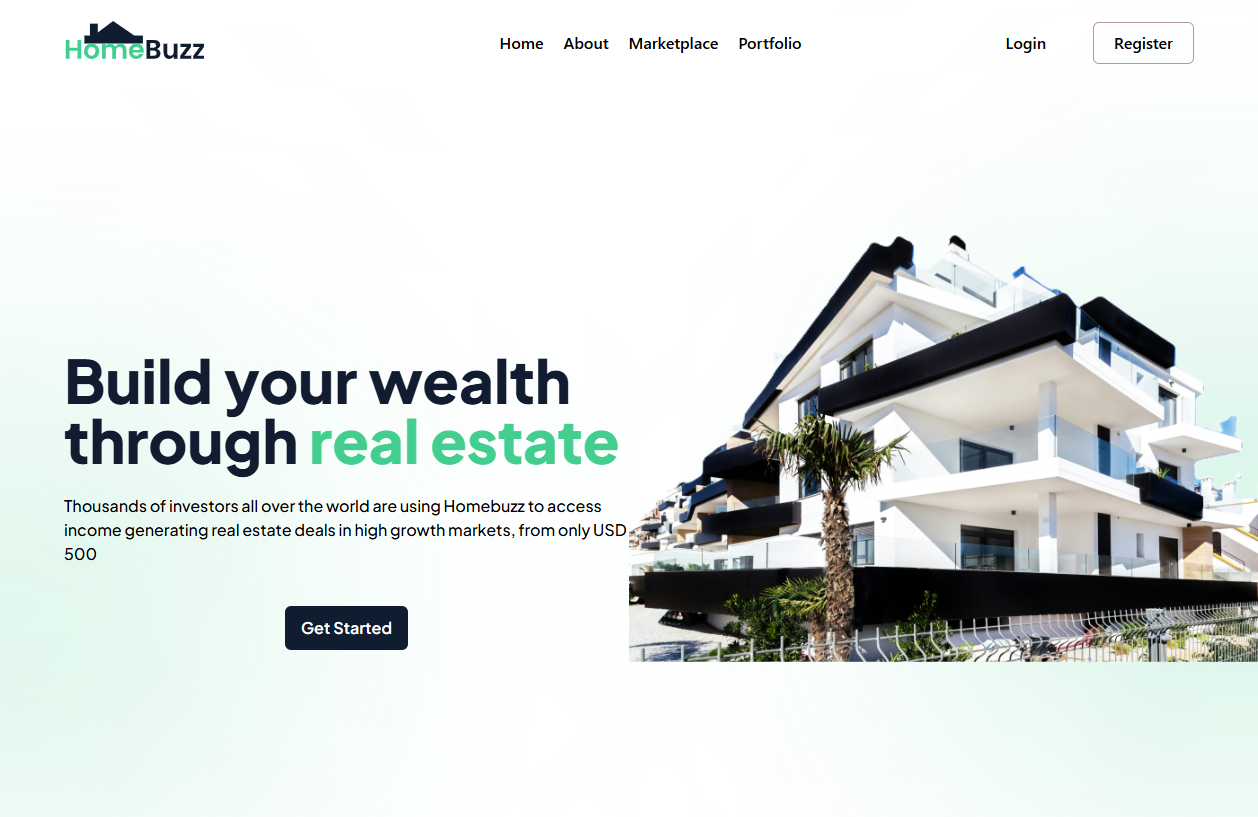 HomeBuzz
Home About Marketplace Portfolio
Login Register
Build your wealth
through real estate
Thousands of investors all over the world are using Homebuzz to access
income generating real estate deals in high growth markets, from only USD
500
Get Started